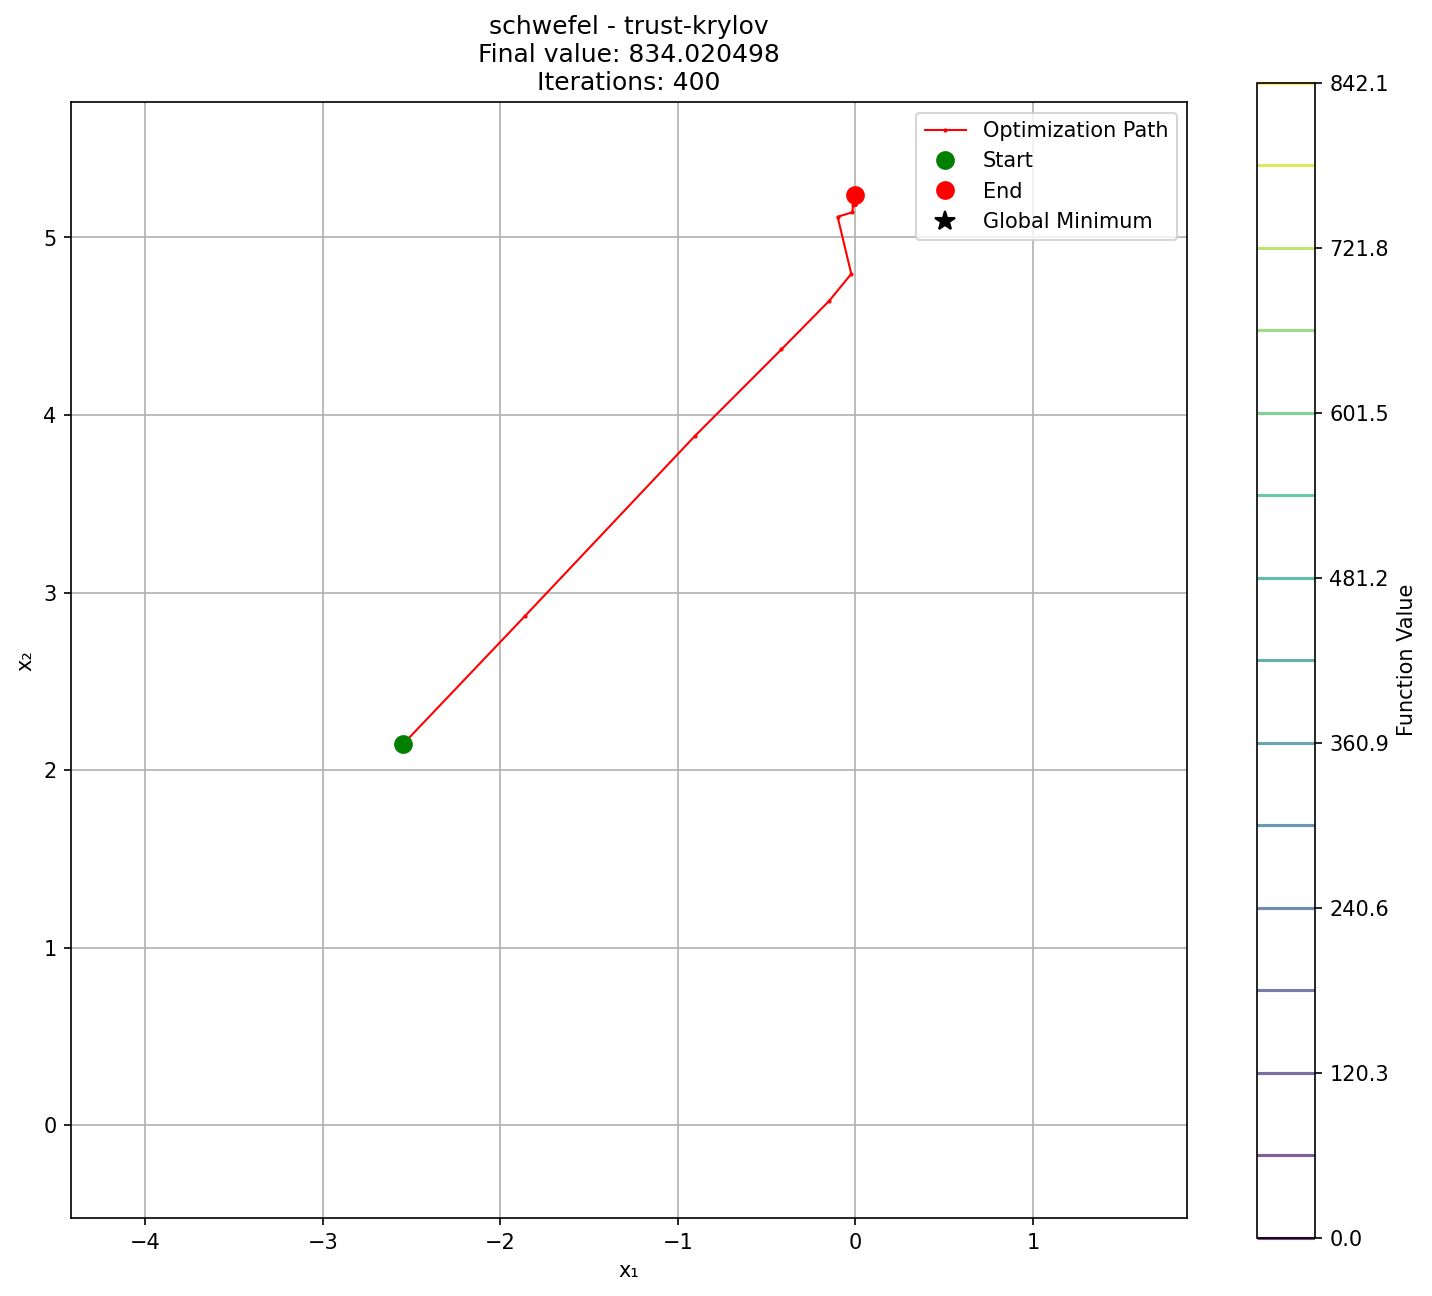 schwefel - trust-krylov
Final value: 834.020498
Iterations: 400
Optimization Path
Start
End
Global Minimum
5
4
3
2
1
0
x₂
−4
−3
−2
−1
0
1
x₁
842.1
721.8
601.5
481.2
360.9
240.6
120.3
0.0
Function Value